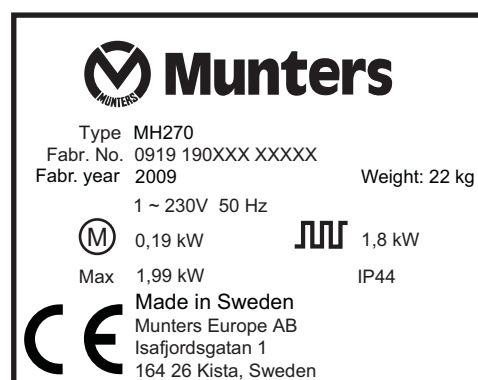 MUNTERS Munters
Type MH270
Fabr. No. 0919 190XXX XXXXX
Fabr. year 2009 Weight: 22 kg
1 ~ 230V 50 Hz
M 0,19 kW 1,8 kW
Max 1,99 kW IP44
CE Made in Sweden
Munters Europe AB
Isafjordsgatan 1
164 26 Kista, Sweden